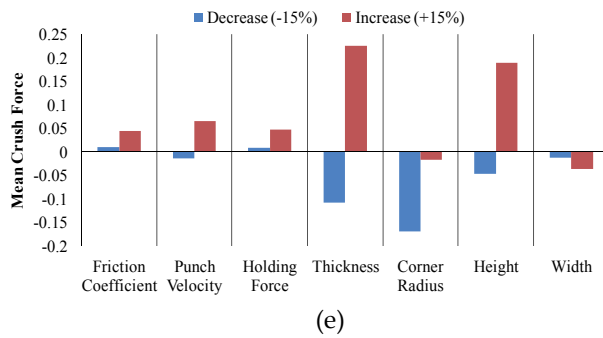 Decrease (-15%) Increase (+15%)
Mean Crush Force
0.25
0.2
0.15
0.1
0.05
0
-0.05
-0.1
-0.15
-0.2
Friction Coefficient
Punch Velocity
Holding Force
Thickness
Corner Radius
Height
Width
(e)